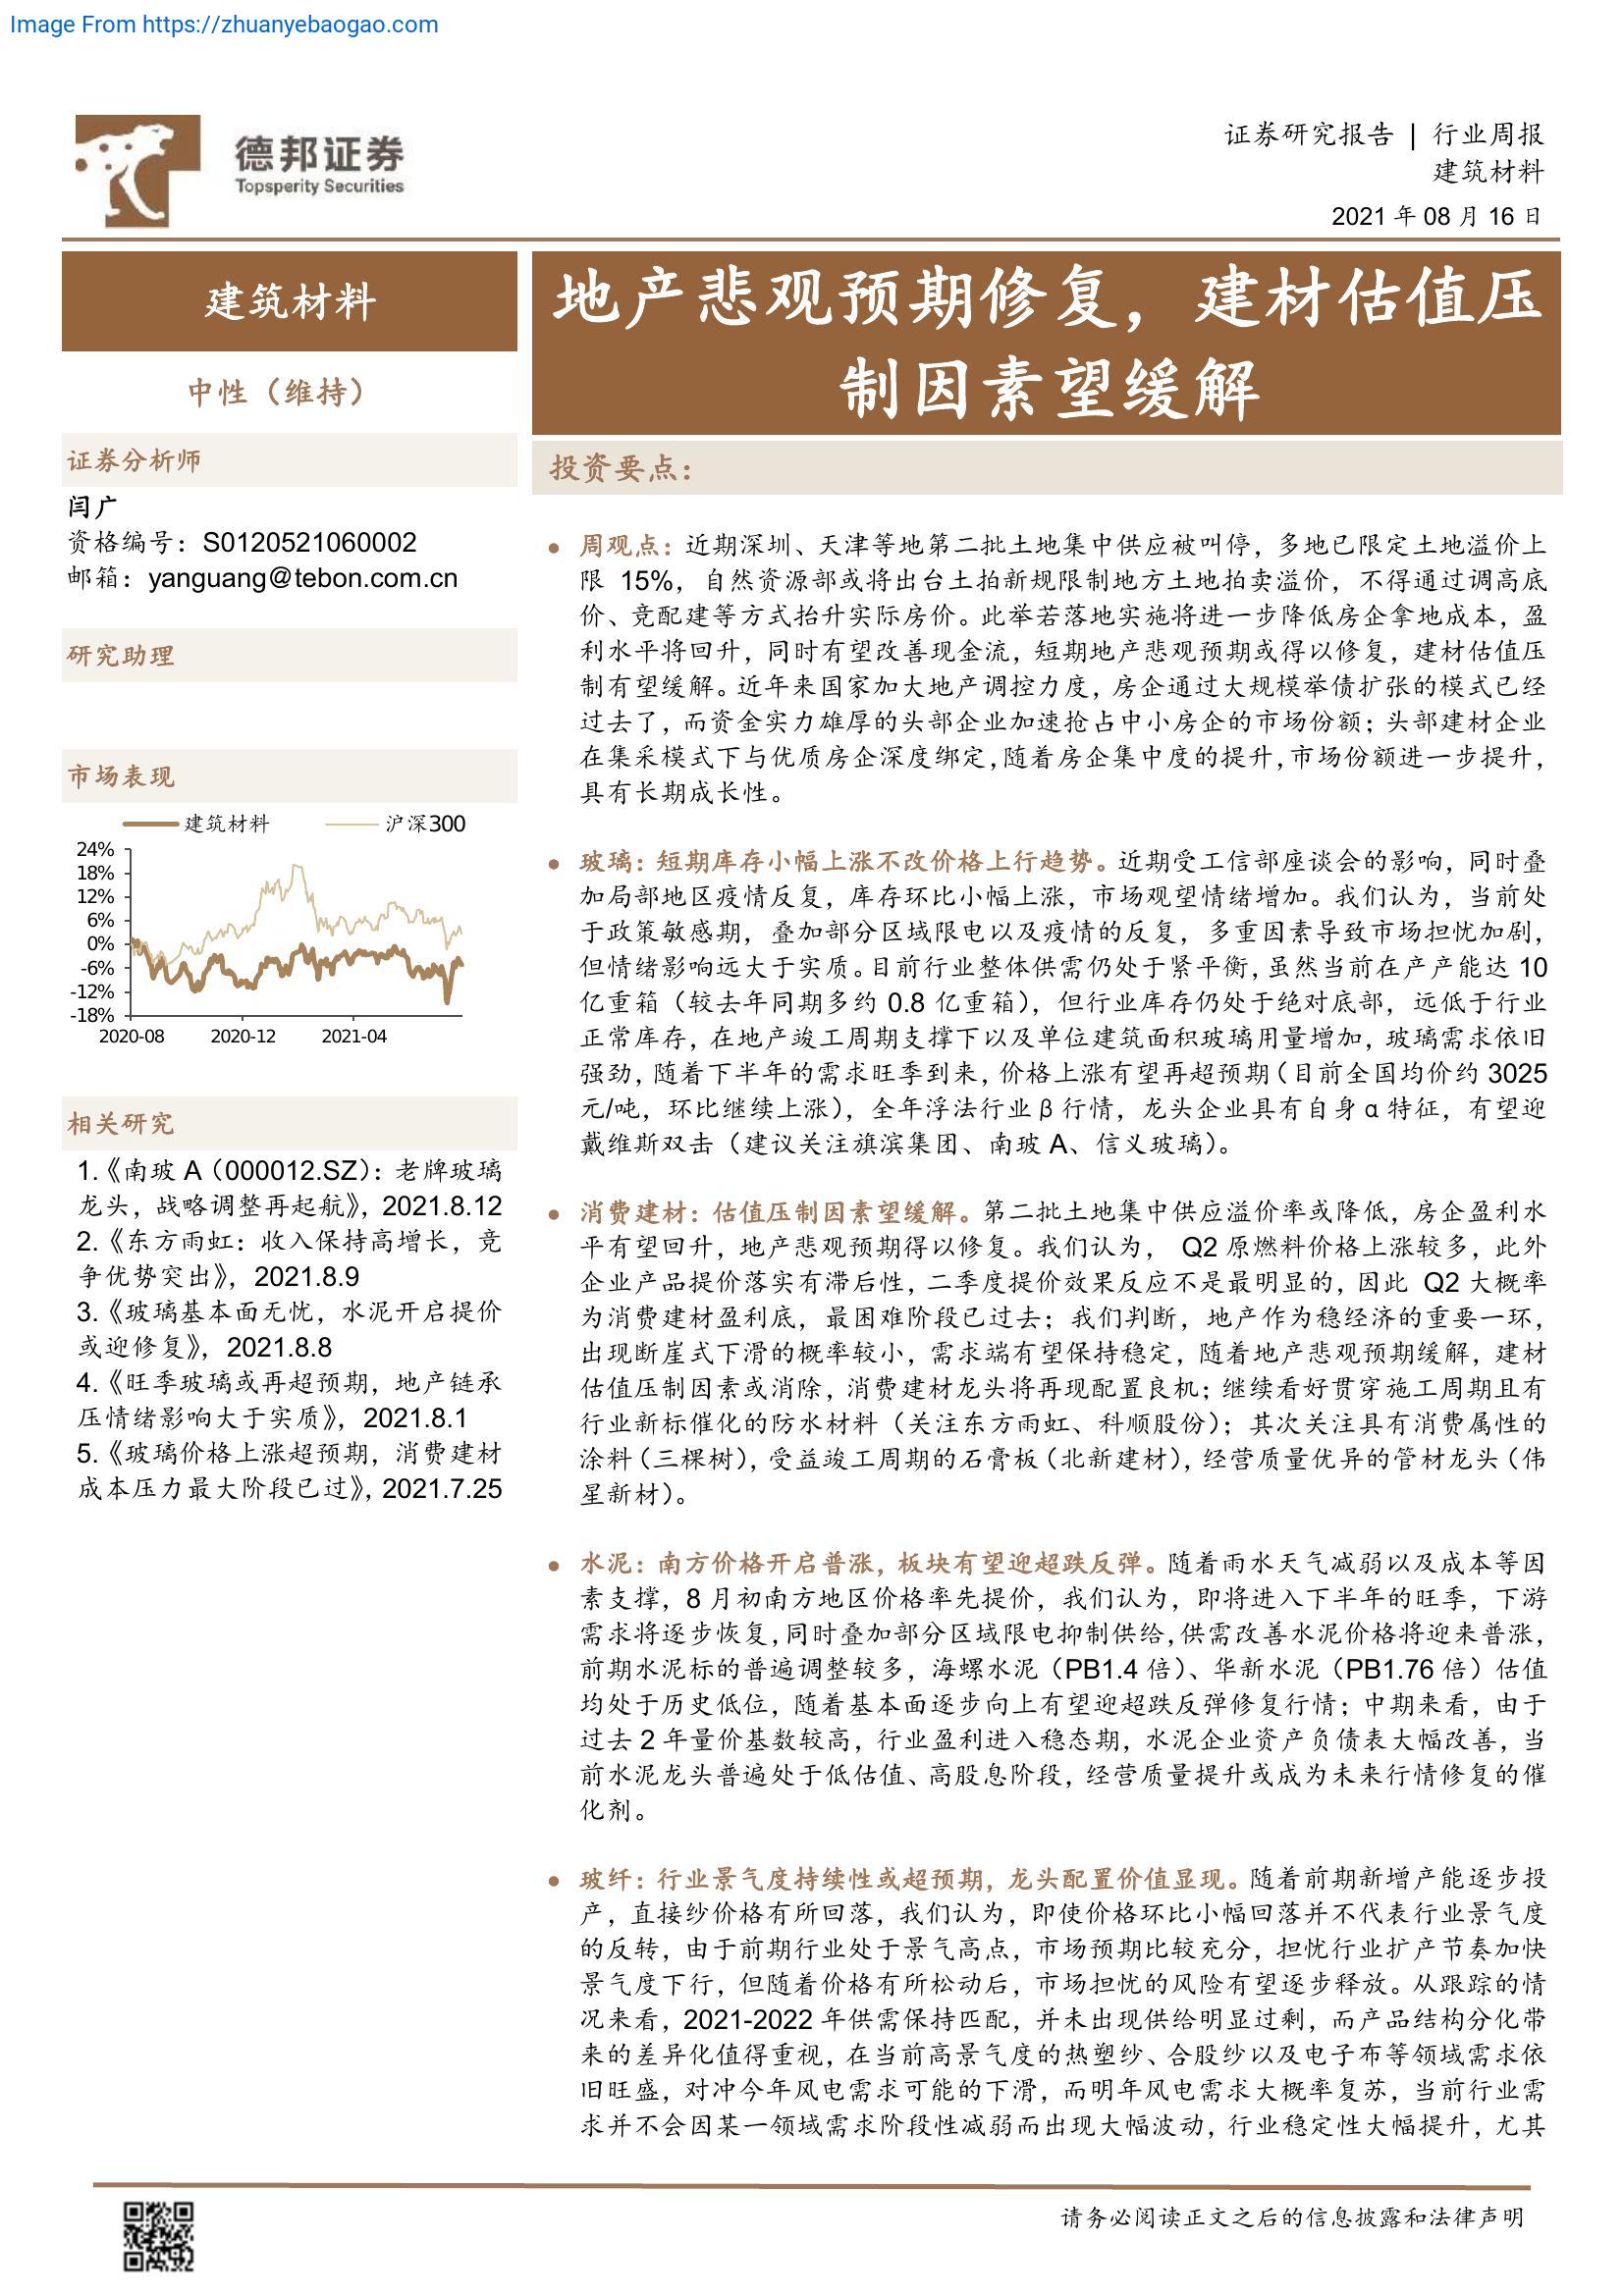 Image From https://zhuanyebaogao.com
德邦证券
Topsperity Securities
证券研究报告 | 行业周报
建筑材料
2021 年 08 月 16 日
建筑材料
中性（维持）
证券分析师
闫广
资格编号：S0120521060002
邮箱：yanguang@tebon.com.cn
研究助理
市场表现
建筑材料 沪深300
24%
18%
12%
6%
0%
-6%
-12%
-18%
2020-08 2020-12 2021-04
相关研究
1.《南玻 A（000012.SZ）：老牌玻璃
龙头，战略调整再起航》，2021.8.12
2.《东方雨虹：收入保持高增长，竞
争优势突出》，2021.8.9
3.《玻璃基本面无忧，水泥开启提价
或迎修复》，2021.8.8
4.《旺季玻璃或再超预期，地产链承
压情绪影响大于实质》，2021.8.1
5.《玻璃价格上涨超预期，消费建材
成本压力最大阶段已过》，2021.7.25
地产悲观预期修复，建材估值压
制因素望缓解
投资要点：
● 周观点：近期深圳、天津等地第二批土地集中供应被叫停，多地已限定土地溢价上
限 15%，自然资源部或将出台土拍新规限制地方土地拍卖溢价，不得通过调高底
价、竞配建等方式抬升实际房价。此举若落地实施将进一步降低房企拿地成本，盈
利水平将回升，同时有望改善现金流，短期地产悲观预期或得以修复，建材估值压
制有望缓解。近年来国家加大地产调控力度，房企通过大规模举债扩张的模式已经
过去了，而资金实力雄厚的头部企业加速抢占中小房企的市场份额；头部建材企业
在集采模式下与优质房企深度绑定，随着房企集中度的提升，市场份额进一步提升，
具有长期成长性。
● 玻璃：短期库存小幅上涨不改价格上行趋势。近期受工信部座谈会的影响，同时叠
加局部地区疫情反复，库存环比小幅上涨，市场观望情绪增加。我们认为，当前处
于政策敏感期，叠加部分区域限电以及疫情的反复，多重因素导致市场担忧加剧，
但情绪影响远大于实质。目前行业整体供需仍处于紧平衡，虽然当前在产产能达 10
亿重箱（较去年同期多约 0.8 亿重箱），但行业库存仍处于绝对底部，远低于行业
正常库存，在地产竣工周期支撑下以及单位建筑面积玻璃用量增加，玻璃需求依旧
强劲，随着下半年的需求旺季到来，价格上涨有望再超预期（目前全国均价约 3025
元/吨，环比继续上涨），全年浮法行业 β 行情，龙头企业具有自身 α 特征，有望迎
戴维斯双击（建议关注旗滨集团、南玻 A、信义玻璃）。
● 消费建材：估值压制因素望缓解。第二批土地集中供应溢价率或降低，房企盈利水
平有望回升，地产悲观预期得以修复。我们认为， Q2 原燃料价格上涨较多，此外
企业产品提价落实有滞后性，二季度提价效果反应不是最明显的，因此 Q2 大概率
为消费建材盈利底，最困难阶段已过去；我们判断，地产作为稳经济的重要一环，
出现断崖式下滑的概率较小，需求端有望保持稳定，随着地产悲观预期缓解，建材
估值压制因素或消除，消费建材龙头将再现配置良机；继续看好贯穿施工周期且有
行业新标催化的防水材料（关注东方雨虹、科顺股份）；其次关注具有消费属性的
涂料（三棵树），受益竣工周期的石膏板（北新建材），经营质量优异的管材龙头（伟
星新材）。
● 水泥：南方价格开启普涨，板块有望迎超跌反弹。随着雨水天气减弱以及成本等因
素支撑，8 月初南方地区价格率先提价，我们认为，即将进入下半年的旺季，下游
需求将逐步恢复，同时叠加部分区域限电抑制供给，供需改善水泥价格将迎来普涨，
前期水泥标的普遍调整较多，海螺水泥（PB1.4 倍）、华新水泥（PB1.76 倍）估值
均处于历史低位，随着基本面逐步向上有望迎超跌反弹修复行情；中期来看，由于
过去 2 年量价基数较高，行业盈利进入稳态期，水泥企业资产负债表大幅改善，当
前水泥龙头普遍处于低估值、高股息阶段，经营质量提升或成为未来行情修复的催
化剂。
● 玻纤：行业景气度持续性或超预期，龙头配置价值显现。随着前期新增产能逐步投
产，直接纱价格有所回落，我们认为，即使价格环比小幅回落并不代表行业景气度
的反转，由于前期行业处于景气高点，市场预期比较充分，担忧行业扩产节奏加快
景气度下行，但随着价格有所松动后，市场担忧的风险有望逐步释放。从跟踪的情
况来看，2021-2022 年供需保持匹配，并未出现供给明显过剩，而产品结构分化带
来的差异化值得重视，在当前高景气度的热塑纱、合股纱以及电子布等领域需求依
旧旺盛，对冲今年风电需求可能的下滑，而明年风电需求大概率复苏，当前行业需
求并不会因某一领域需求阶段性减弱而出现大幅波动，行业稳定性大幅提升，尤其
请务必阅读正文之后的信息披露和法律声明